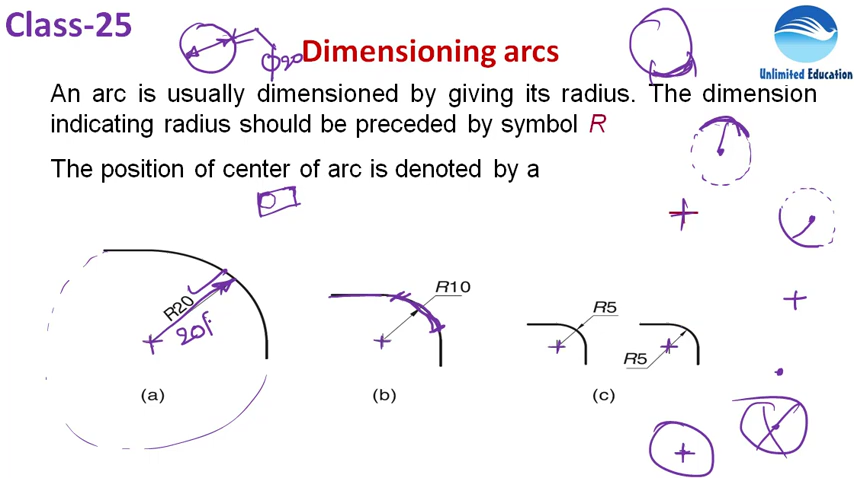 Class-25
Dimensioning arcs
Unlimited Education
An arc is usually dimensioned by giving its radius. The dimension
indicating radius should be preceded by symbol R
The position of center of arc is denoted by a
R20
R10
R5
R5
(a)
(b)
(c)